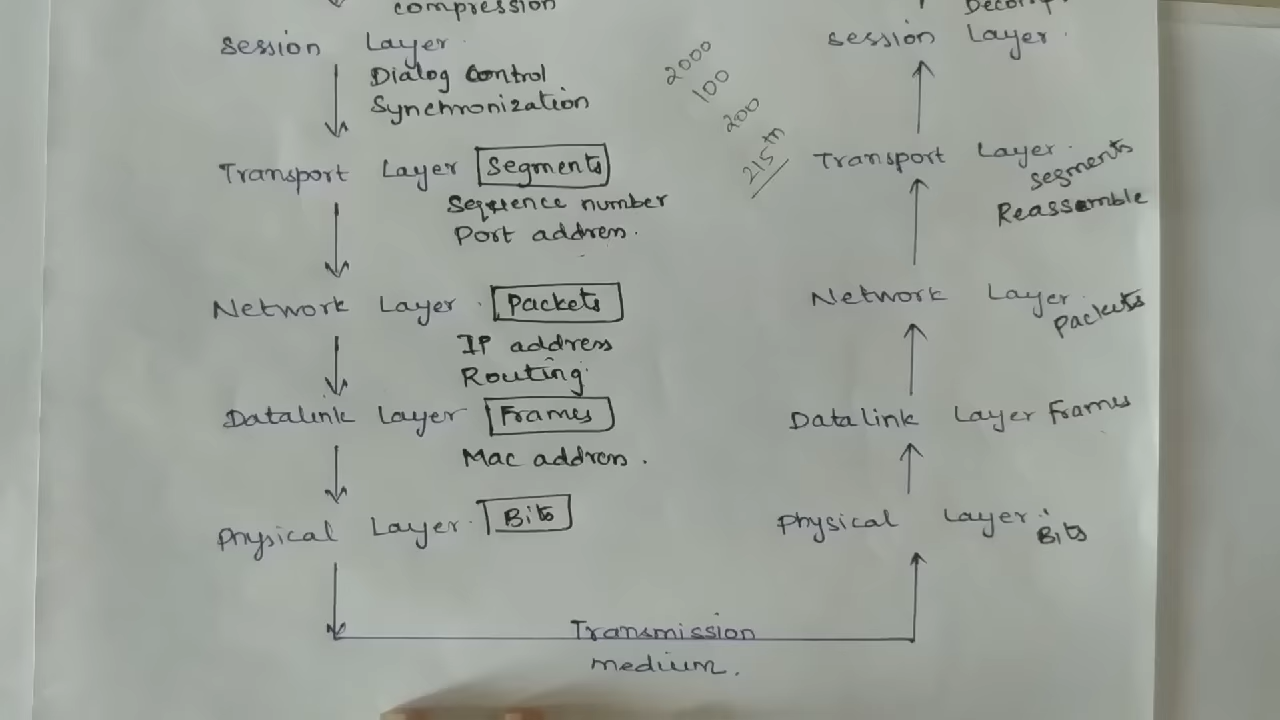 compression
session Layer.
Dialog control
Synchronization
Transport Layer Segments
Sequence number
Port address.
Network Layer. Packets
IP address
Routing
Datalink Layer Frames
Mac address.
Physical Layer. Bits
2000
100
200
215th
session Layer.
Transport Layer.
segments
Reassemble
Network Layer.
packets
Datalink Layer Frames
Physical Layer.
Bits
Transmission
medium.